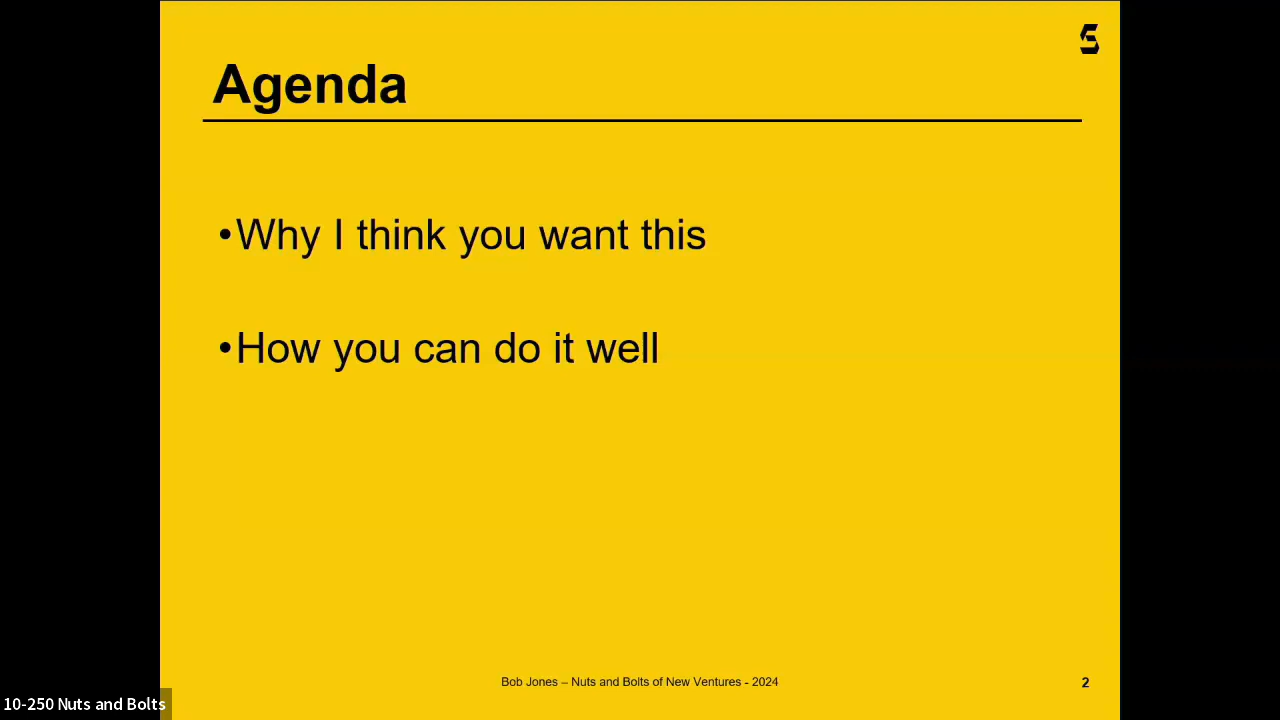 Agenda
•Why I think you want this
•How you can do it well
Bob Jones – Nuts and Bolts of New Ventures - 2024
2
10-250 Nuts and Bolts